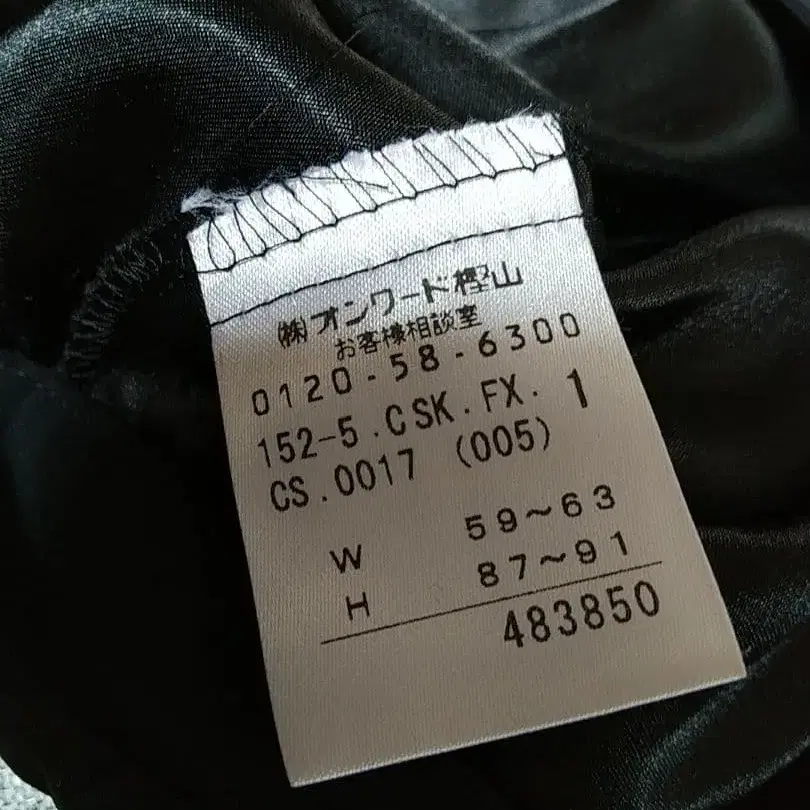 ㈱オンワード樫山
お客様相談室
0120-58-6300
152-5.CSK.FX. 1
CS.0017 (005)
W 59~63
H 87~91
483850